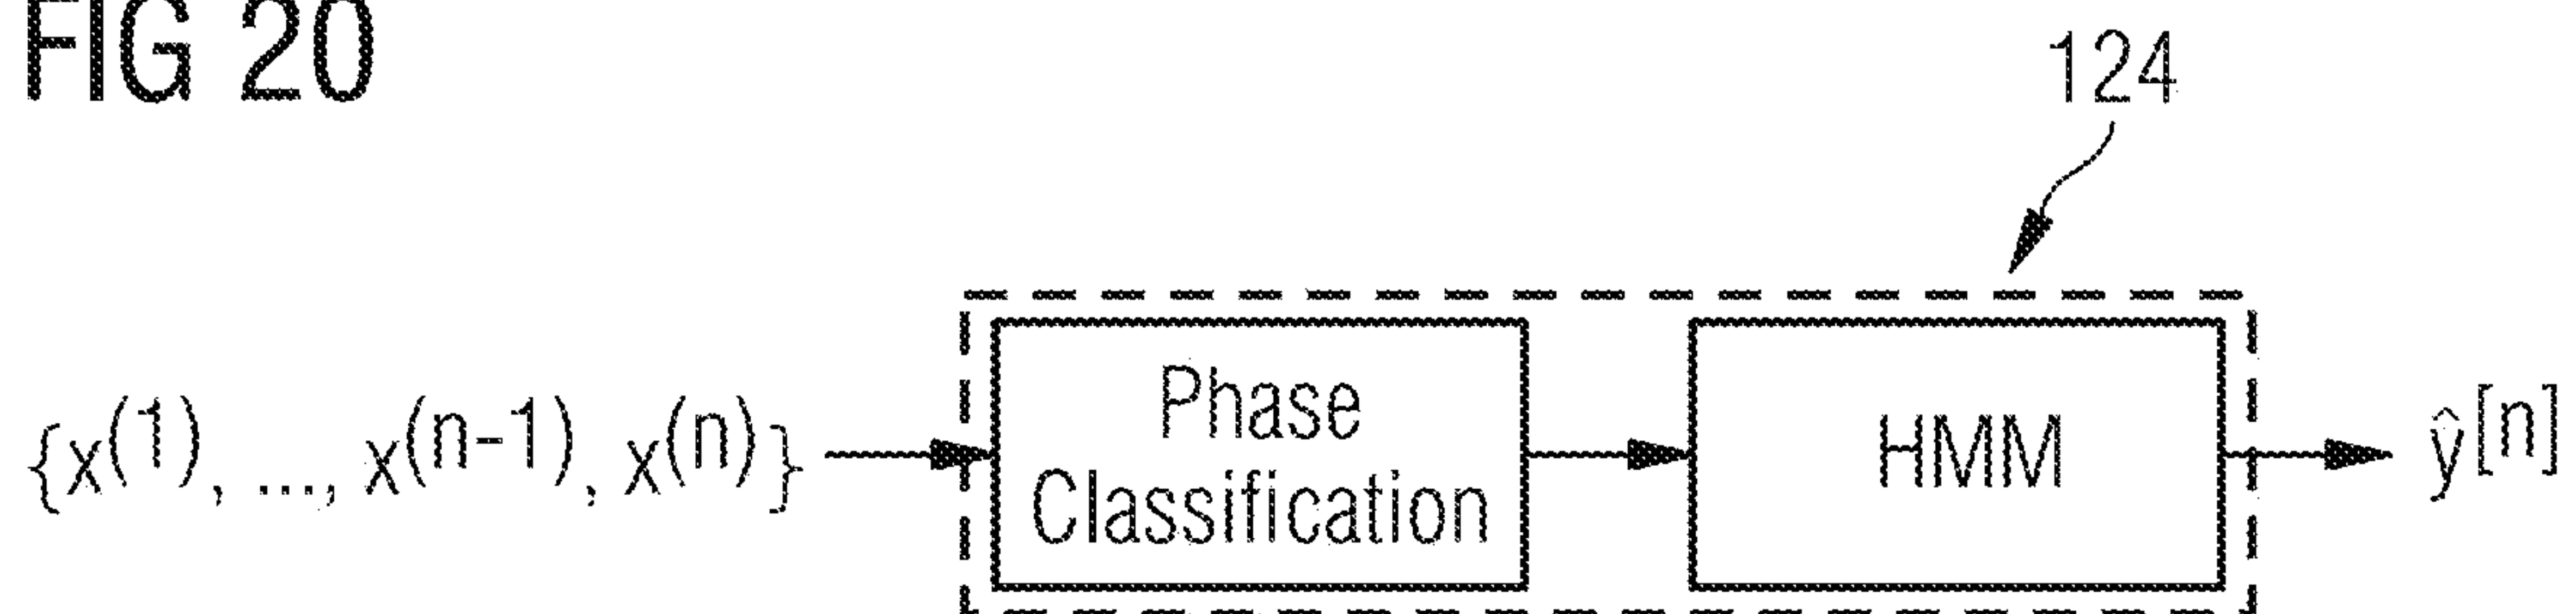 FIG 20
124
{x(1), ..., x(n-1), x(n)}
Phase
Classification
HMM
ŷ[n]